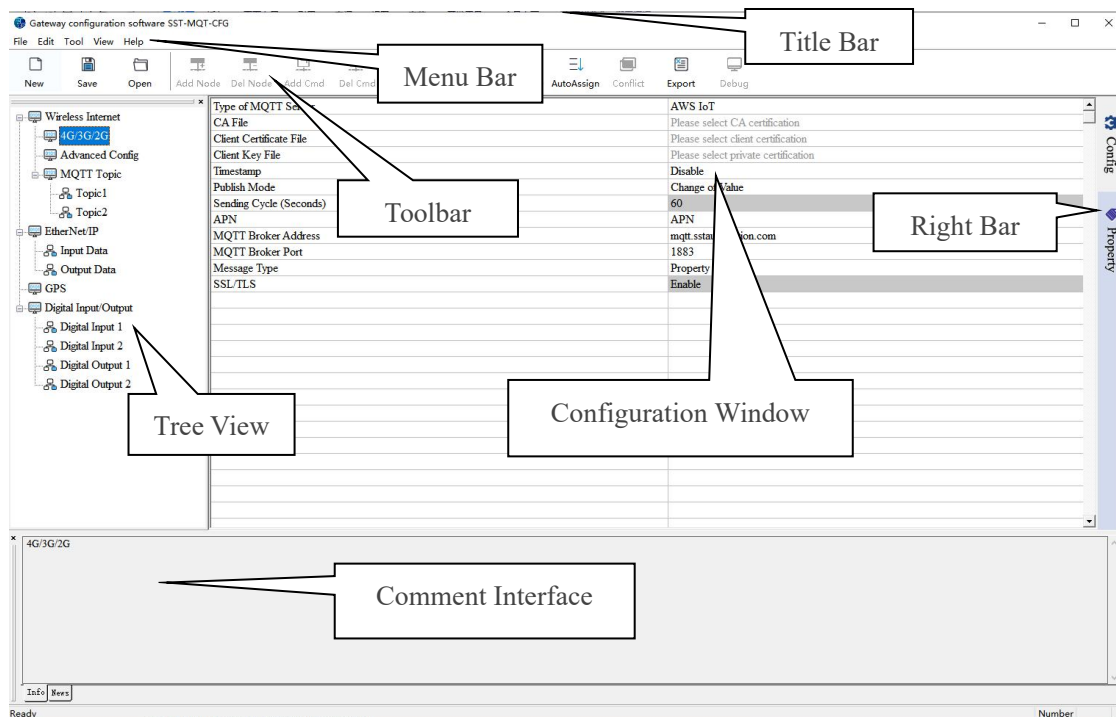 Gateway configuration software SST-MQT-CFG
Title Bar
File Edit Tool View Help
Menu Bar
New Save Open Add Node Del Node Add Cmd Del Cmd AutoAssign Conflict Export Debug
Wireless Internet
4G/3G/2G
Advanced Config
MQTT Topic
Topic1
Topic2
EtherNet/IP
Input Data
Output Data
GPS
Digital Input/Output
Digital Input 1
Digital Input 2
Digital Output 1
Digital Output 2
Tree View
Type of MQTT AWS IoT
CA File Please select CA certification
Client Certificate File Please select client certification
Client Key File Please select private certification
Timestamp Disable
Publish Mode Change of Value
Sending Cycle (Seconds) 60
APN APN
MQTT Broker Address
MQTT Broker Port 1883
Message Type Property
SSL/TLS Enable
Toolbar
Configuration Window
Config
Property
Right Bar
4G/3G/2G
Comment Interface
Info News
Ready Number